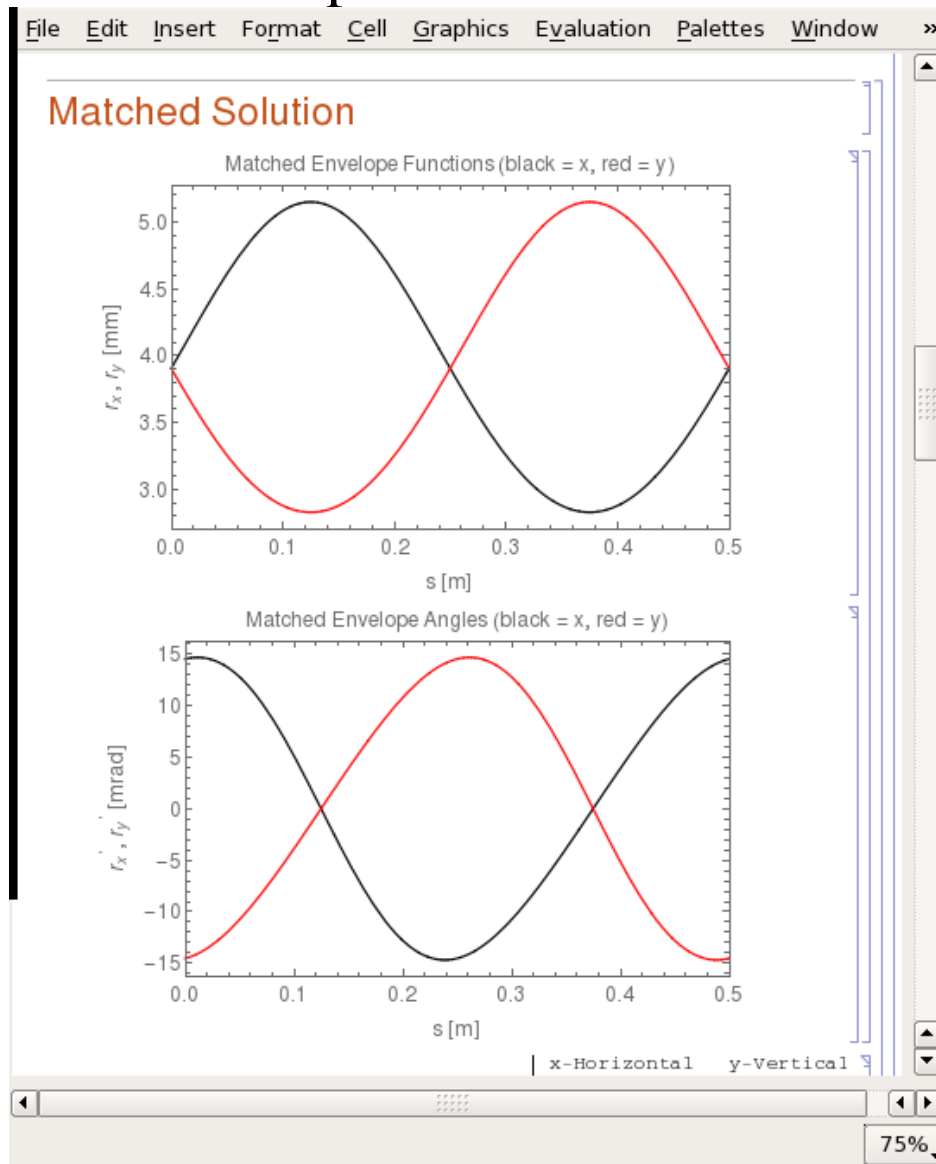 File Edit Insert Format Cell Graphics Evaluation Palettes Window »
Matched Solution
Matched Envelope Functions (black = x, red = y)
5.0
4.5
4.0
3.5
3.0
rₓ, r_y [mm]
0.0 0.1 0.2 0.3 0.4 0.5
s [m]
Matched Envelope Angles (black = x, red = y)
15
10
5
0
−5
−10
−15
rₓ', r_y' [mrad]
0.0 0.1 0.2 0.3 0.4 0.5
s [m]
x-Horizontal y-Vertical
75%